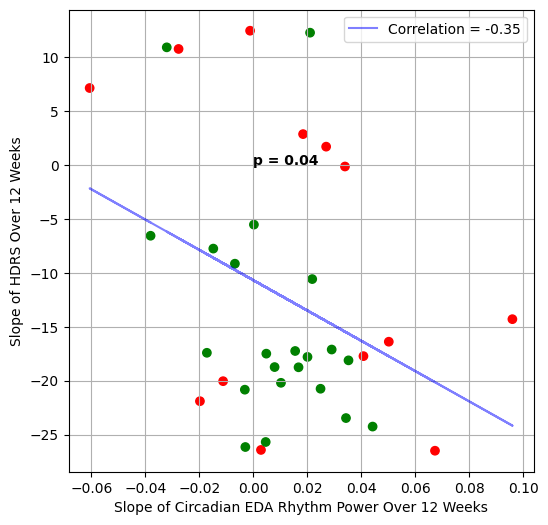 Correlation = -0.35
10
5
0
−5
−10
−15
−20
−25
p = 0.04
Slope of HDRS Over 12 Weeks
−0.06 −0.04 −0.02 0.00 0.02 0.04 0.06 0.08 0.10
Slope of Circadian EDA Rhythm Power Over 12 Weeks